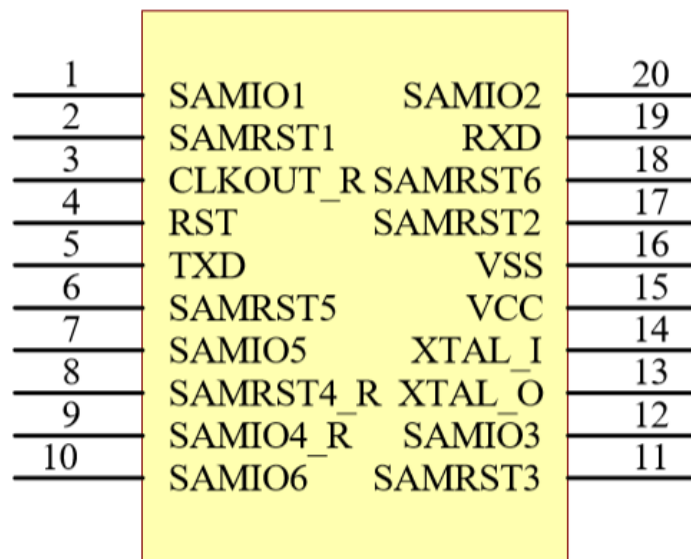 1 SAMIO1 SAMIO2 20
2 SAMRST1 RXD 19
3 CLKOUT_R SAMRST6 18
4 RST SAMRST2 17
5 TXD VSS 16
6 SAMRST5 VCC 15
7 SAMIO5 XTAL_I 14
8 SAMRST4_R XTAL_O 13
9 SAMIO4_R SAMIO3 12
10 SAMIO6 SAMRST3 11